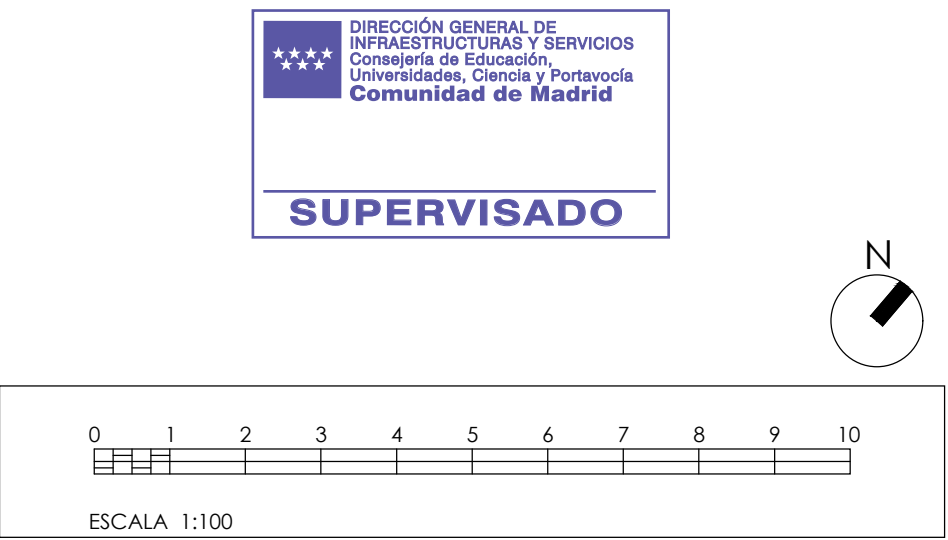 DIRECCIÓN GENERAL DE
INFRAESTRUCTURAS Y SERVICIOS
Consejería de Educación,
Universidades, Ciencia y Portavocía
Comunidad de Madrid
SUPERVISADO
N
0 1 2 3 4 5 6 7 8 9 10
ESCALA 1:100